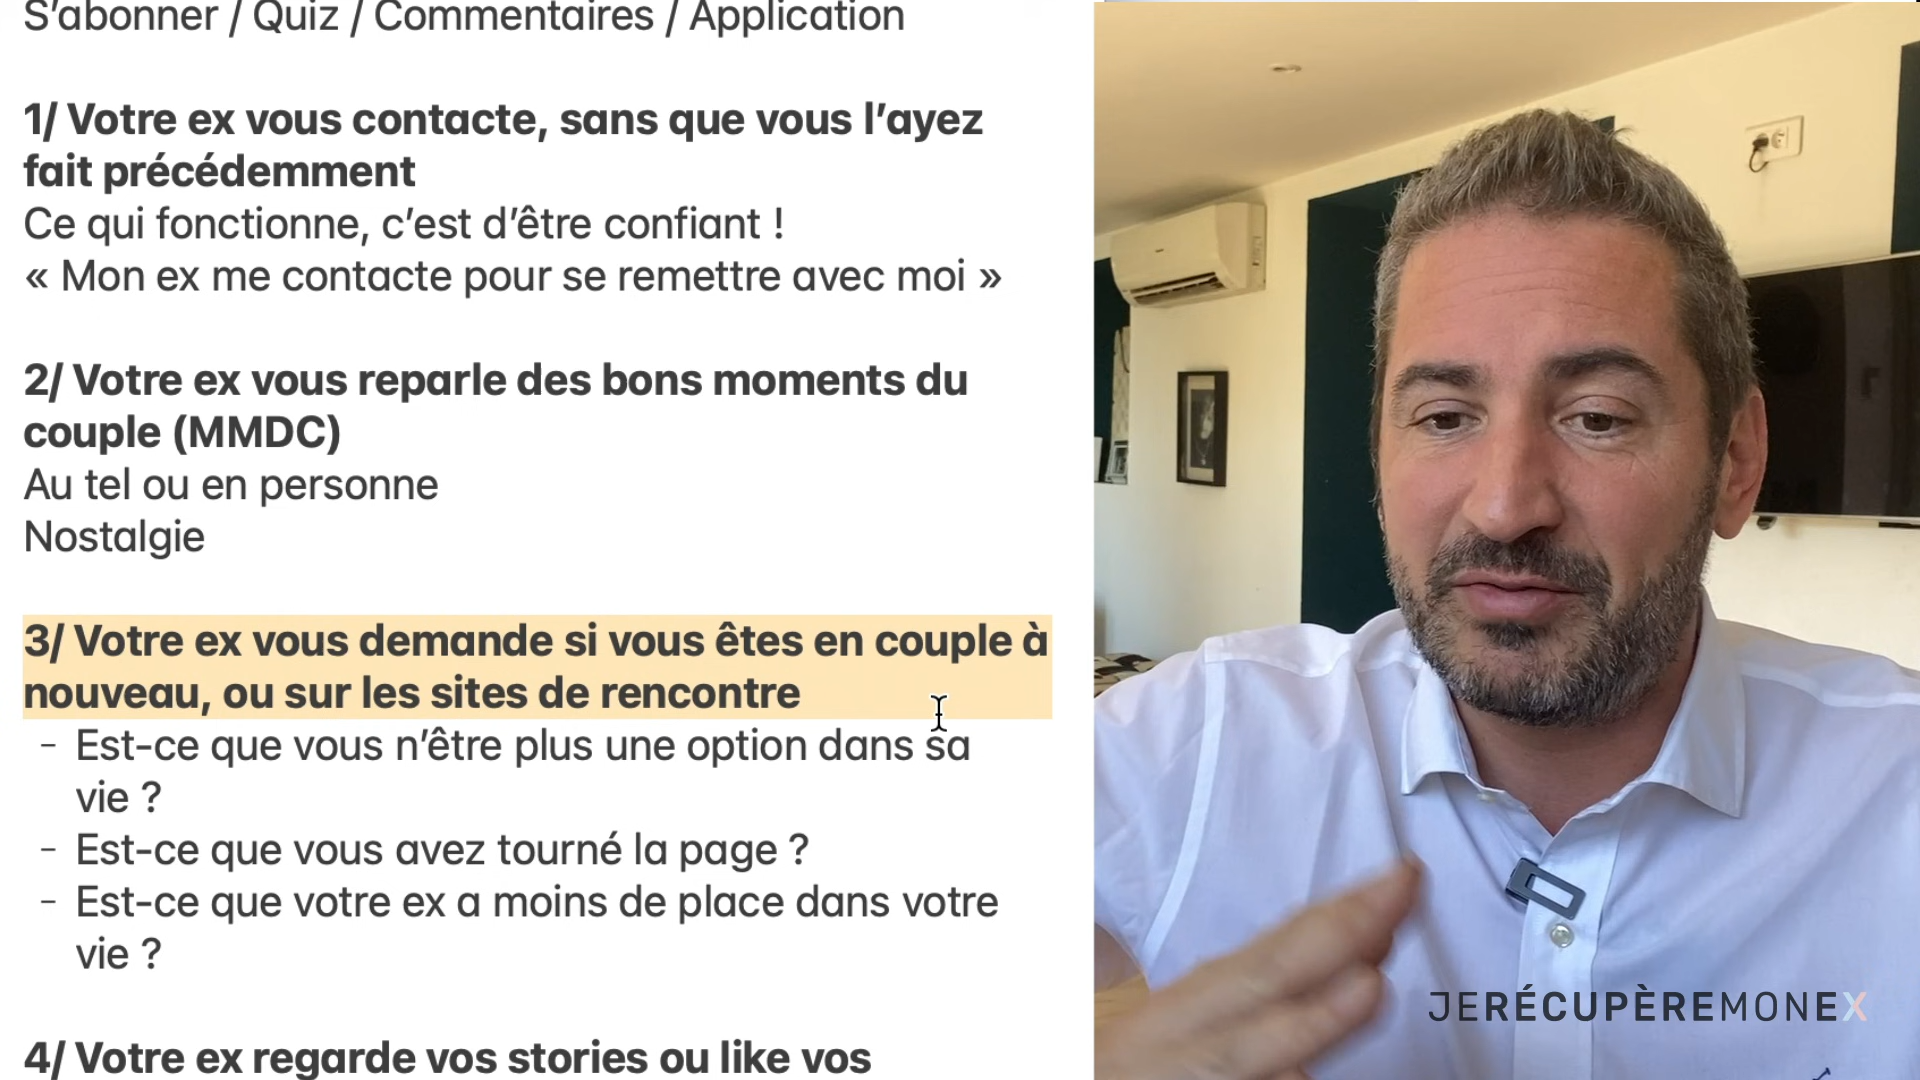 S’abonner / Quiz / Commentaires / Application
1/ Votre ex vous contacte, sans que vous l’ayez
fait précédemment
Ce qui fonctionne, c’est d’être confiant !
« Mon ex me contacte pour se remettre avec moi »
2/ Votre ex vous reparle des bons moments du
couple (MMDC)
Au tel ou en personne
Nostalgie
3/ Votre ex vous demande si vous êtes en couple à
nouveau, ou sur les sites de rencontre
- Est-ce que vous n’être plus une option dans sa
vie ?
- Est-ce que vous avez tourné la page ?
- Est-ce que votre ex a moins de place dans votre
vie ?
4/ Votre ex regarde vos stories ou like vos
JERÉCUPÈREMONEX